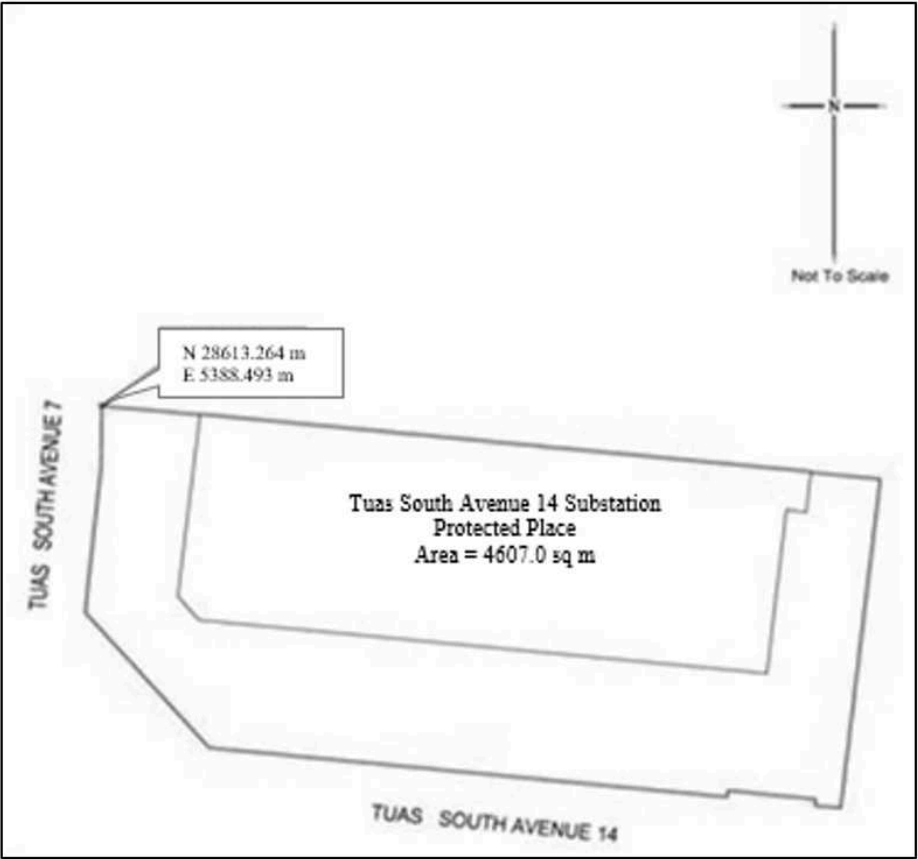 N
Not To Scale
N 28613.264 m
E 5388.493 m
TUAS SOUTH AVENUE 7
Tuas South Avenue 14 Substation
Protected Place
Area = 4607.0 sq m
TUAS SOUTH AVENUE 14